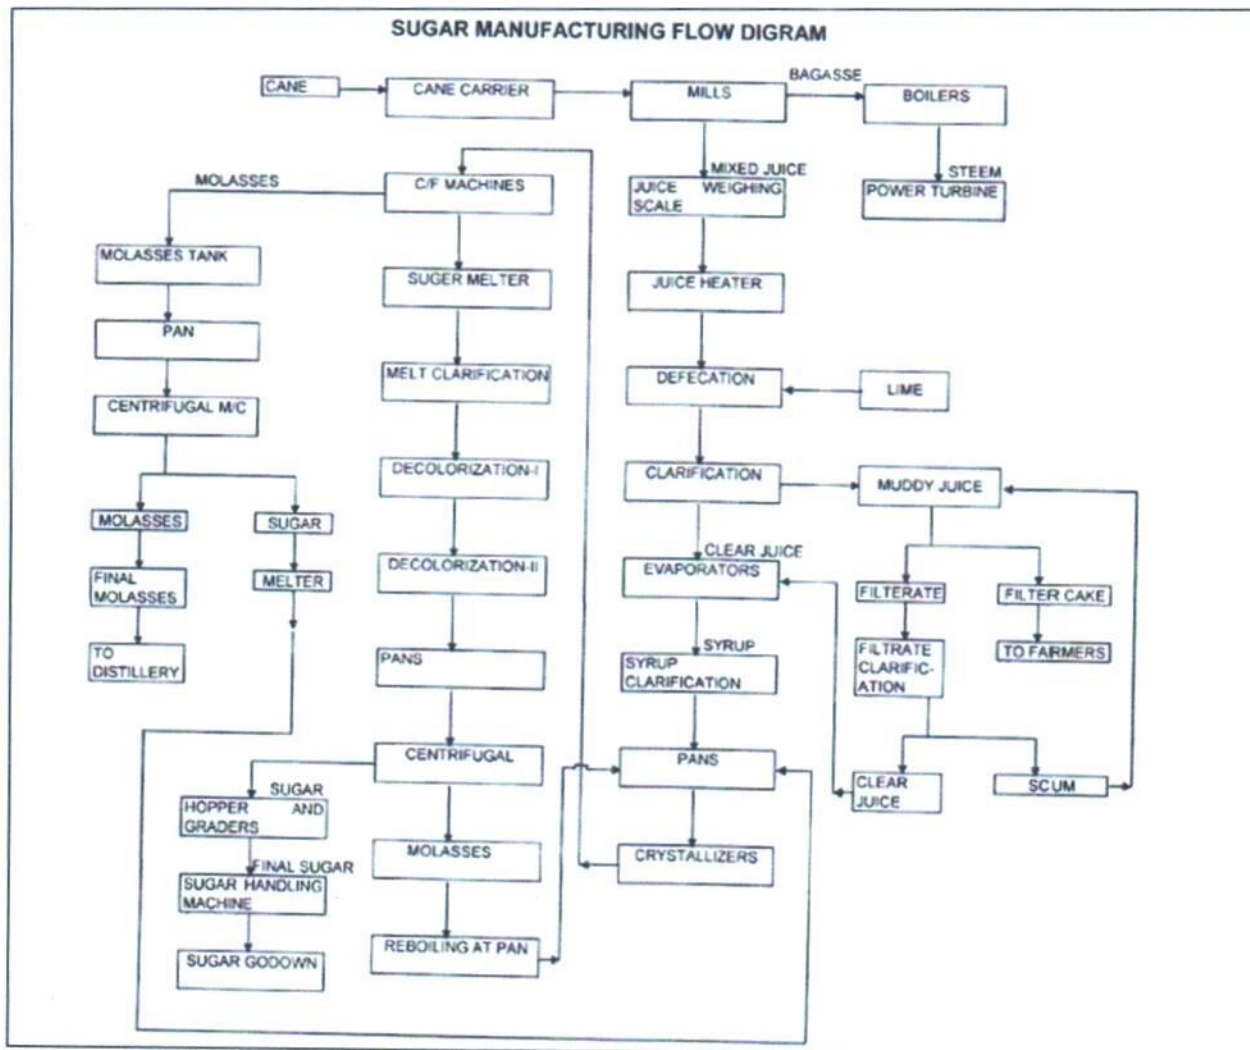 SUGAR MANUFACTURING FLOW DIGRAM
BAGASSE
CANE
CANE CARRIER
MILLS
BOILERS
MIXED JUICE
STEEM
MOLASSES
C/F MACHINES
JUICE WEIGHING
SCALE
POWER TURBINE
MOLASSES TANK
SUGER MELTER
JUICE HEATER
PAN
MELT CLARIFICATION
DEFECATION
LIME
CENTRIFUGAL M/C
DECOLORIZATION-I
CLARIFICATION
MUDDY JUICE
MOLASSES
SUGAR
CLEAR JUICE
DECOLORIZATION-II
EVAPORATORS
FINAL
MOLASSES
MELTER
FILTERATE
FILTER CAKE
SYRUP
TO
DISTILLERY
PANS
SYRUP
CLARIFICATION
FILTRATE
CLARIFIC-
ATION
TO FARMERS
CENTRIFUGAL
PANS
SUGAR
HOPPER AND
GRADERS
CLEAR
JUICE
SCUM
MOLASSES
CRYSTALLIZERS
FINAL SUGAR
SUGAR HANDLING
MACHINE
REBOILING AT PAN
SUGAR GODOWN